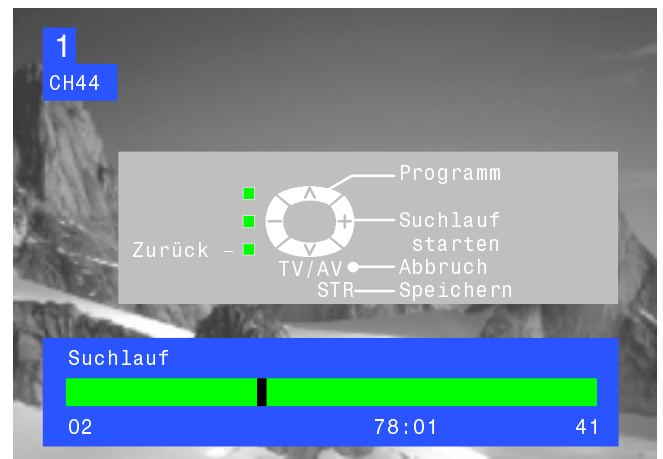 1
CH44
Programm
Suchlauf
starten
Zurück -
TV/AV Abbruch
STR Speichern
Suchlauf
02 78:01 41